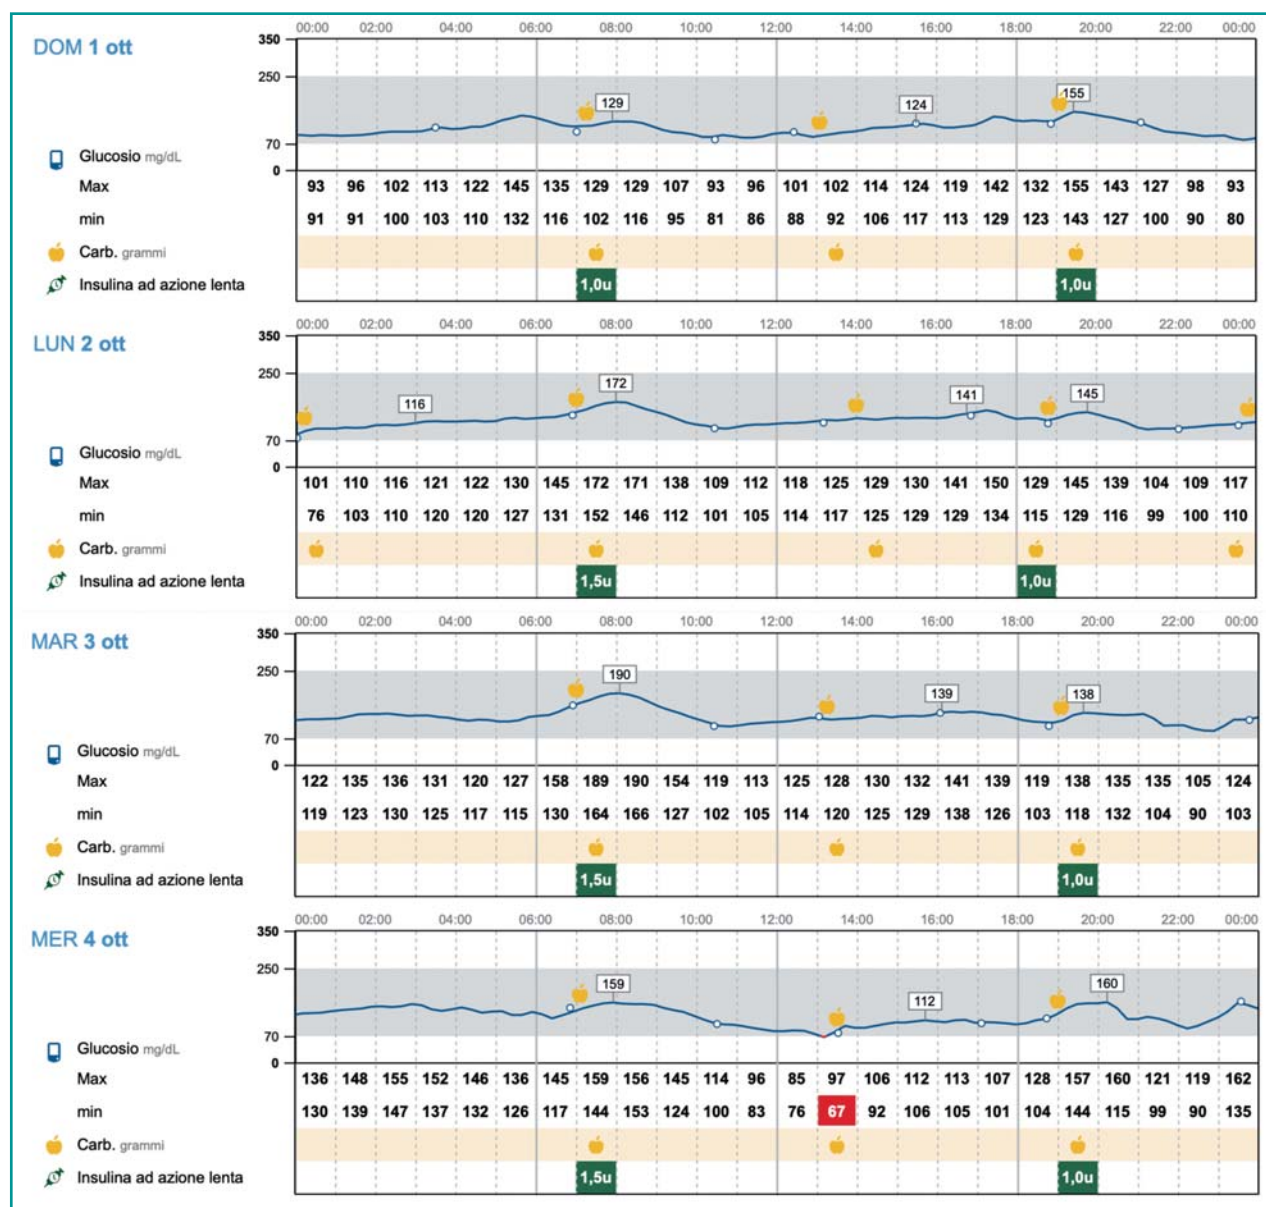 00:00 02:00 04:00 06:00 08:00 10:00 12:00 14:00 16:00 18:00 20:00 22:00 00:00
DOM 1 ott
350
250
129 124 155
70
0
Glucosio mg/dL
Max 93 96 102 113 122 145 135 129 129 107 93 96 101 102 114 124 119 142 132 155 143 127 98 93
min 91 91 100 103 110 132 116 102 116 95 81 86 88 92 106 117 113 129 123 143 127 100 90 80
Carb. grammi
Insulina ad azione lenta 1,0u 1,0u
00:00 02:00 04:00 06:00 08:00 10:00 12:00 14:00 16:00 18:00 20:00 22:00 00:00
LUN 2 ott
350
250
116 172 141 145
70
0
Glucosio mg/dL
Max 101 110 116 121 122 130 145 172 171 138 109 112 118 125 129 130 141 150 129 145 139 104 109 117
min 76 103 110 120 120 127 131 152 146 112 101 105 114 117 125 129 129 134 115 129 116 99 100 110
Carb. grammi
Insulina ad azione lenta 1,5u 1,0u
00:00 02:00 04:00 06:00 08:00 10:00 12:00 14:00 16:00 18:00 20:00 22:00 00:00
MAR 3 ott
350
250
190 139 138
70
0
Glucosio mg/dL
Max 122 135 136 131 120 127 158 189 190 154 119 113 125 128 130 132 141 139 119 138 135 135 105 124
min 119 123 130 125 117 115 130 164 166 127 102 105 114 120 125 129 138 126 103 118 132 104 90 103
Carb. grammi
Insulina ad azione lenta 1,5u 1,0u
00:00 02:00 04:00 06:00 08:00 10:00 12:00 14:00 16:00 18:00 20:00 22:00 00:00
MER 4 ott
350
250
159 112 160
70
0
Glucosio mg/dL
Max 136 148 155 152 146 136 145 159 156 145 114 96 85 97 106 112 113 107 128 157 160 121 119 162
min 130 139 147 137 132 126 117 144 153 124 100 83 76 67 92 106 105 101 104 144 115 99 90 135
Carb. grammi
Insulina ad azione lenta 1,5u 1,0u